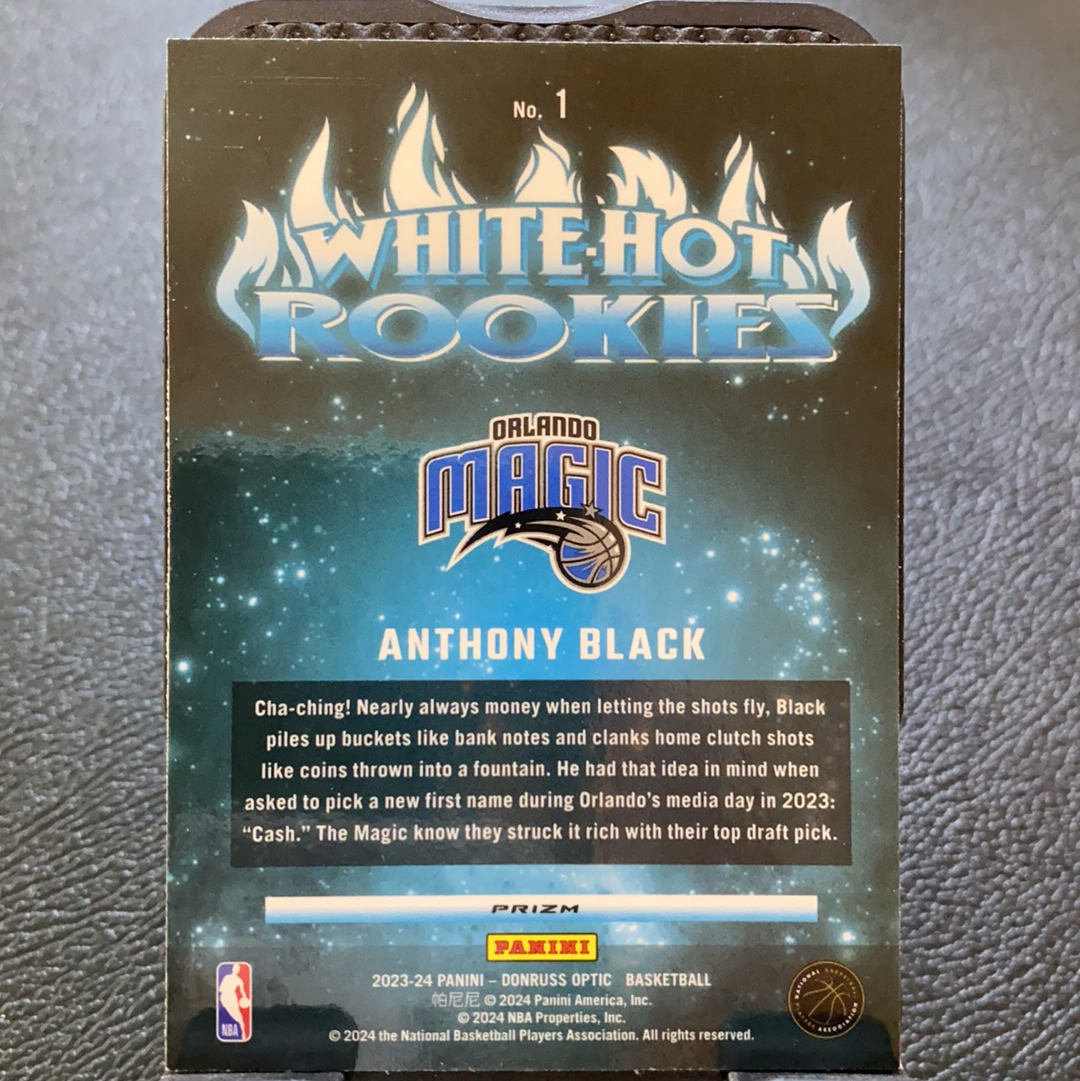 No. 1
WHITE-HOT
ROOKIES
ORLANDO
MAGIC
ANTHONY BLACK
Cha-ching! Nearly always money when letting the shots fly, Black
piles up buckets like bank notes and clanks home clutch shots
like coins thrown into a fountain. He had that idea in mind when
asked to pick a new first name during Orlando's media day in 2023:
“Cash.” The Magic know they struck it rich with their top draft pick.
PRIZM
PANINI
2023-24 PANINI – DONRUSS OPTIC BASKETBALL
帕尼尼 © 2024 Panini America, Inc.
© 2024 NBA Properties, Inc.
© 2024 the National Basketball Players Association. All rights reserved.
NBA
NATIONAL BASKETBALL
PLAYERS ASSOCIATION